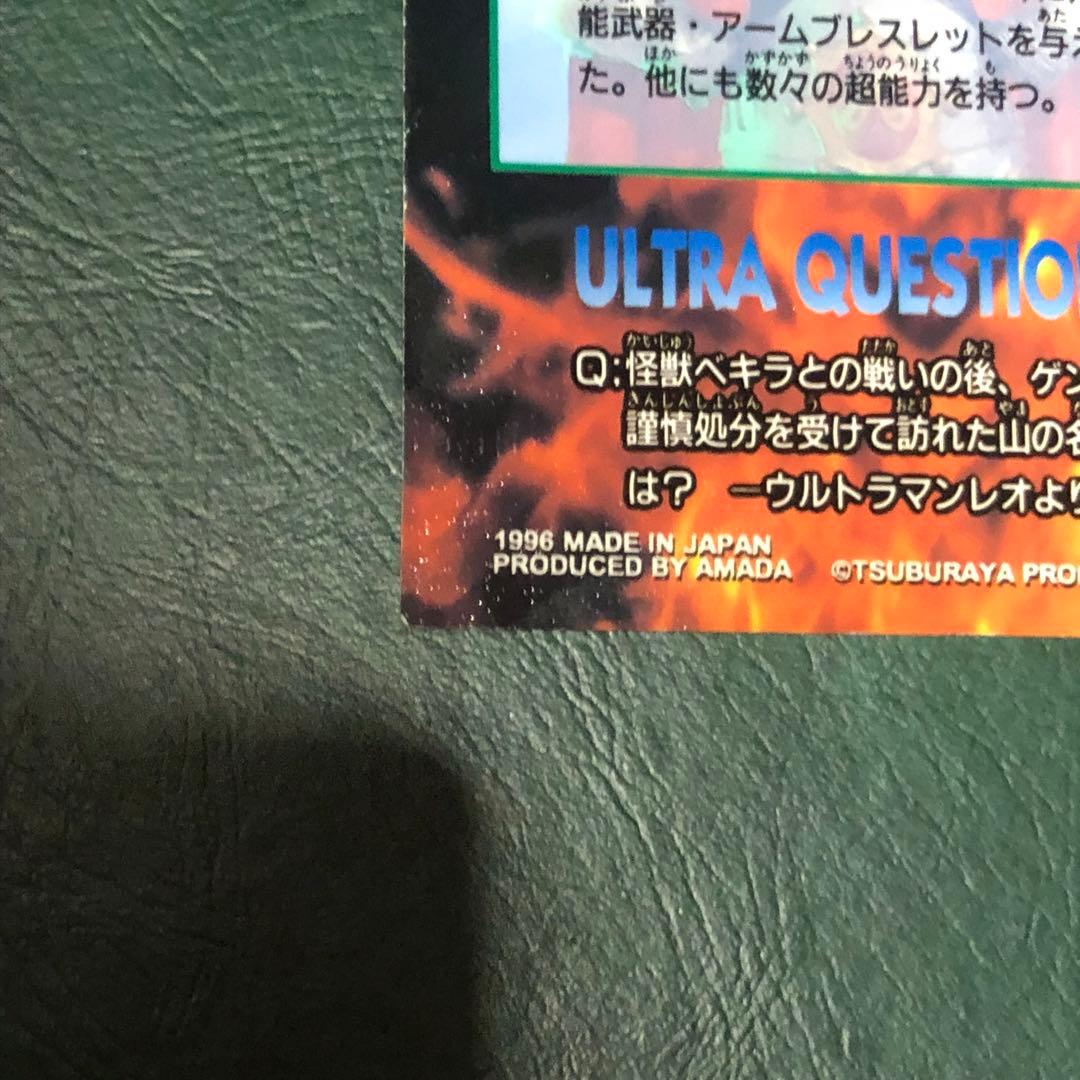 能武器・アームブレスレットを与え
た。他にも数々の超能力を持つ。
ULTRA QUESTIO
Q:怪獣ベキラとの戦いの後、ゲン
謹慎処分を受けて訪れた山の名
は? ―ウルトラマンレオより
1996 MADE IN JAPAN
PRODUCED BY AMADA ©TSUBURAYA PRO